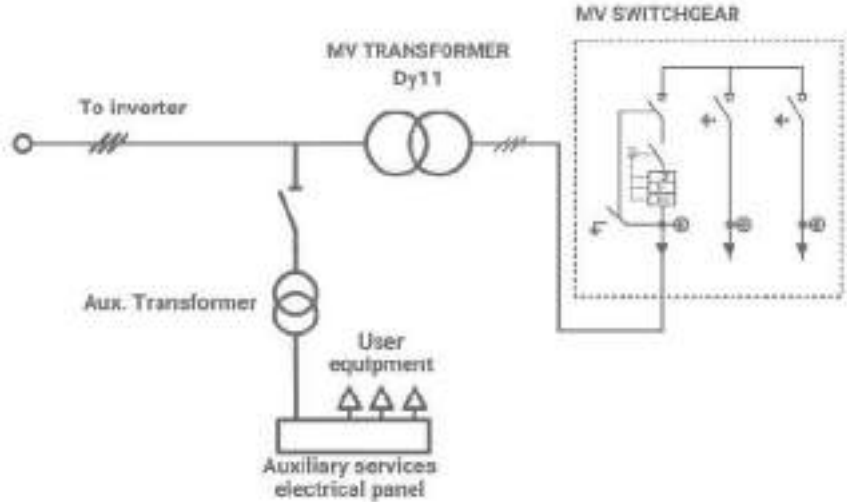 MV SWITCHGEAR
MV TRANSFORMER
Dy11
To inverter
Aux. Transformer
User
equipment
Auxiliary services
electrical panel